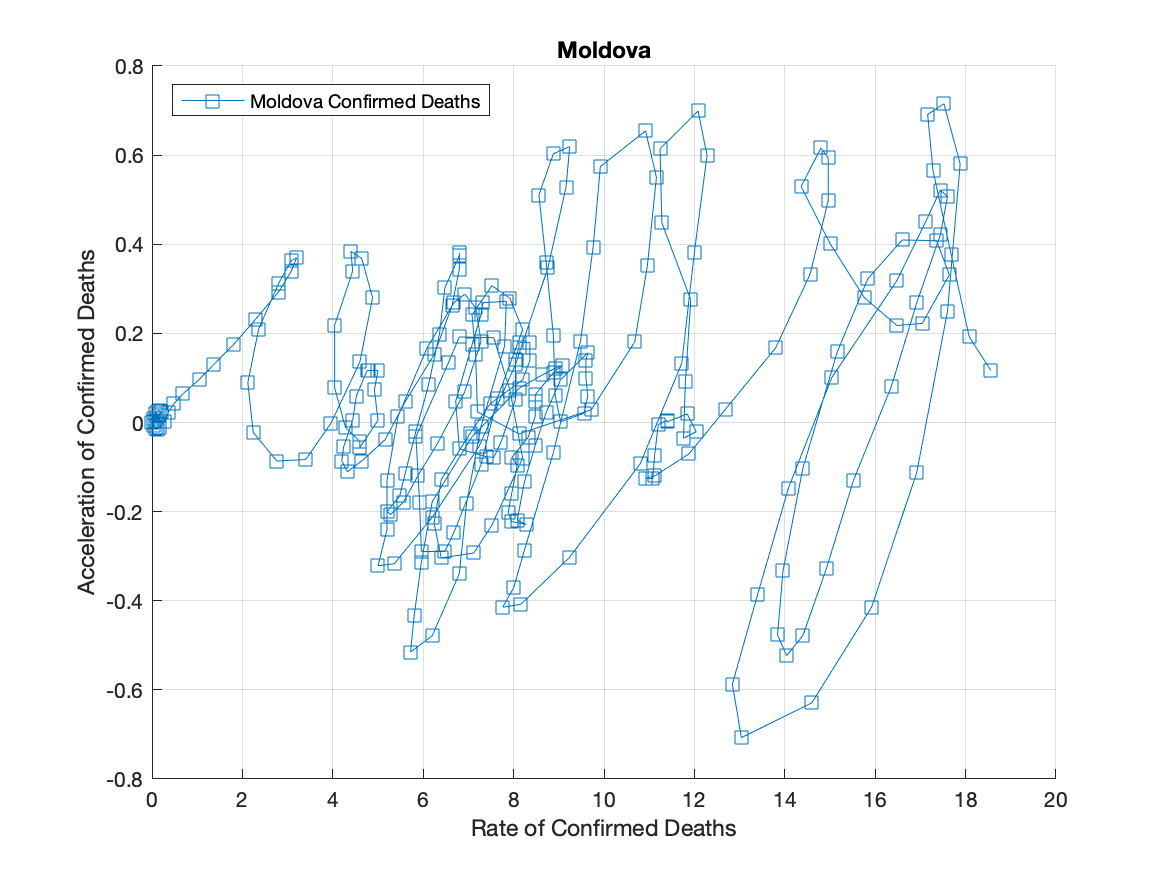 Moldova
0.8
Moldova Confirmed Deaths
0.6
0.4
0.2
0
-0.2
-0.4
-0.6
-0.8
Acceleration of Confirmed Deaths
0 2 4 6 8 10 12 14 16 18 20
Rate of Confirmed Deaths